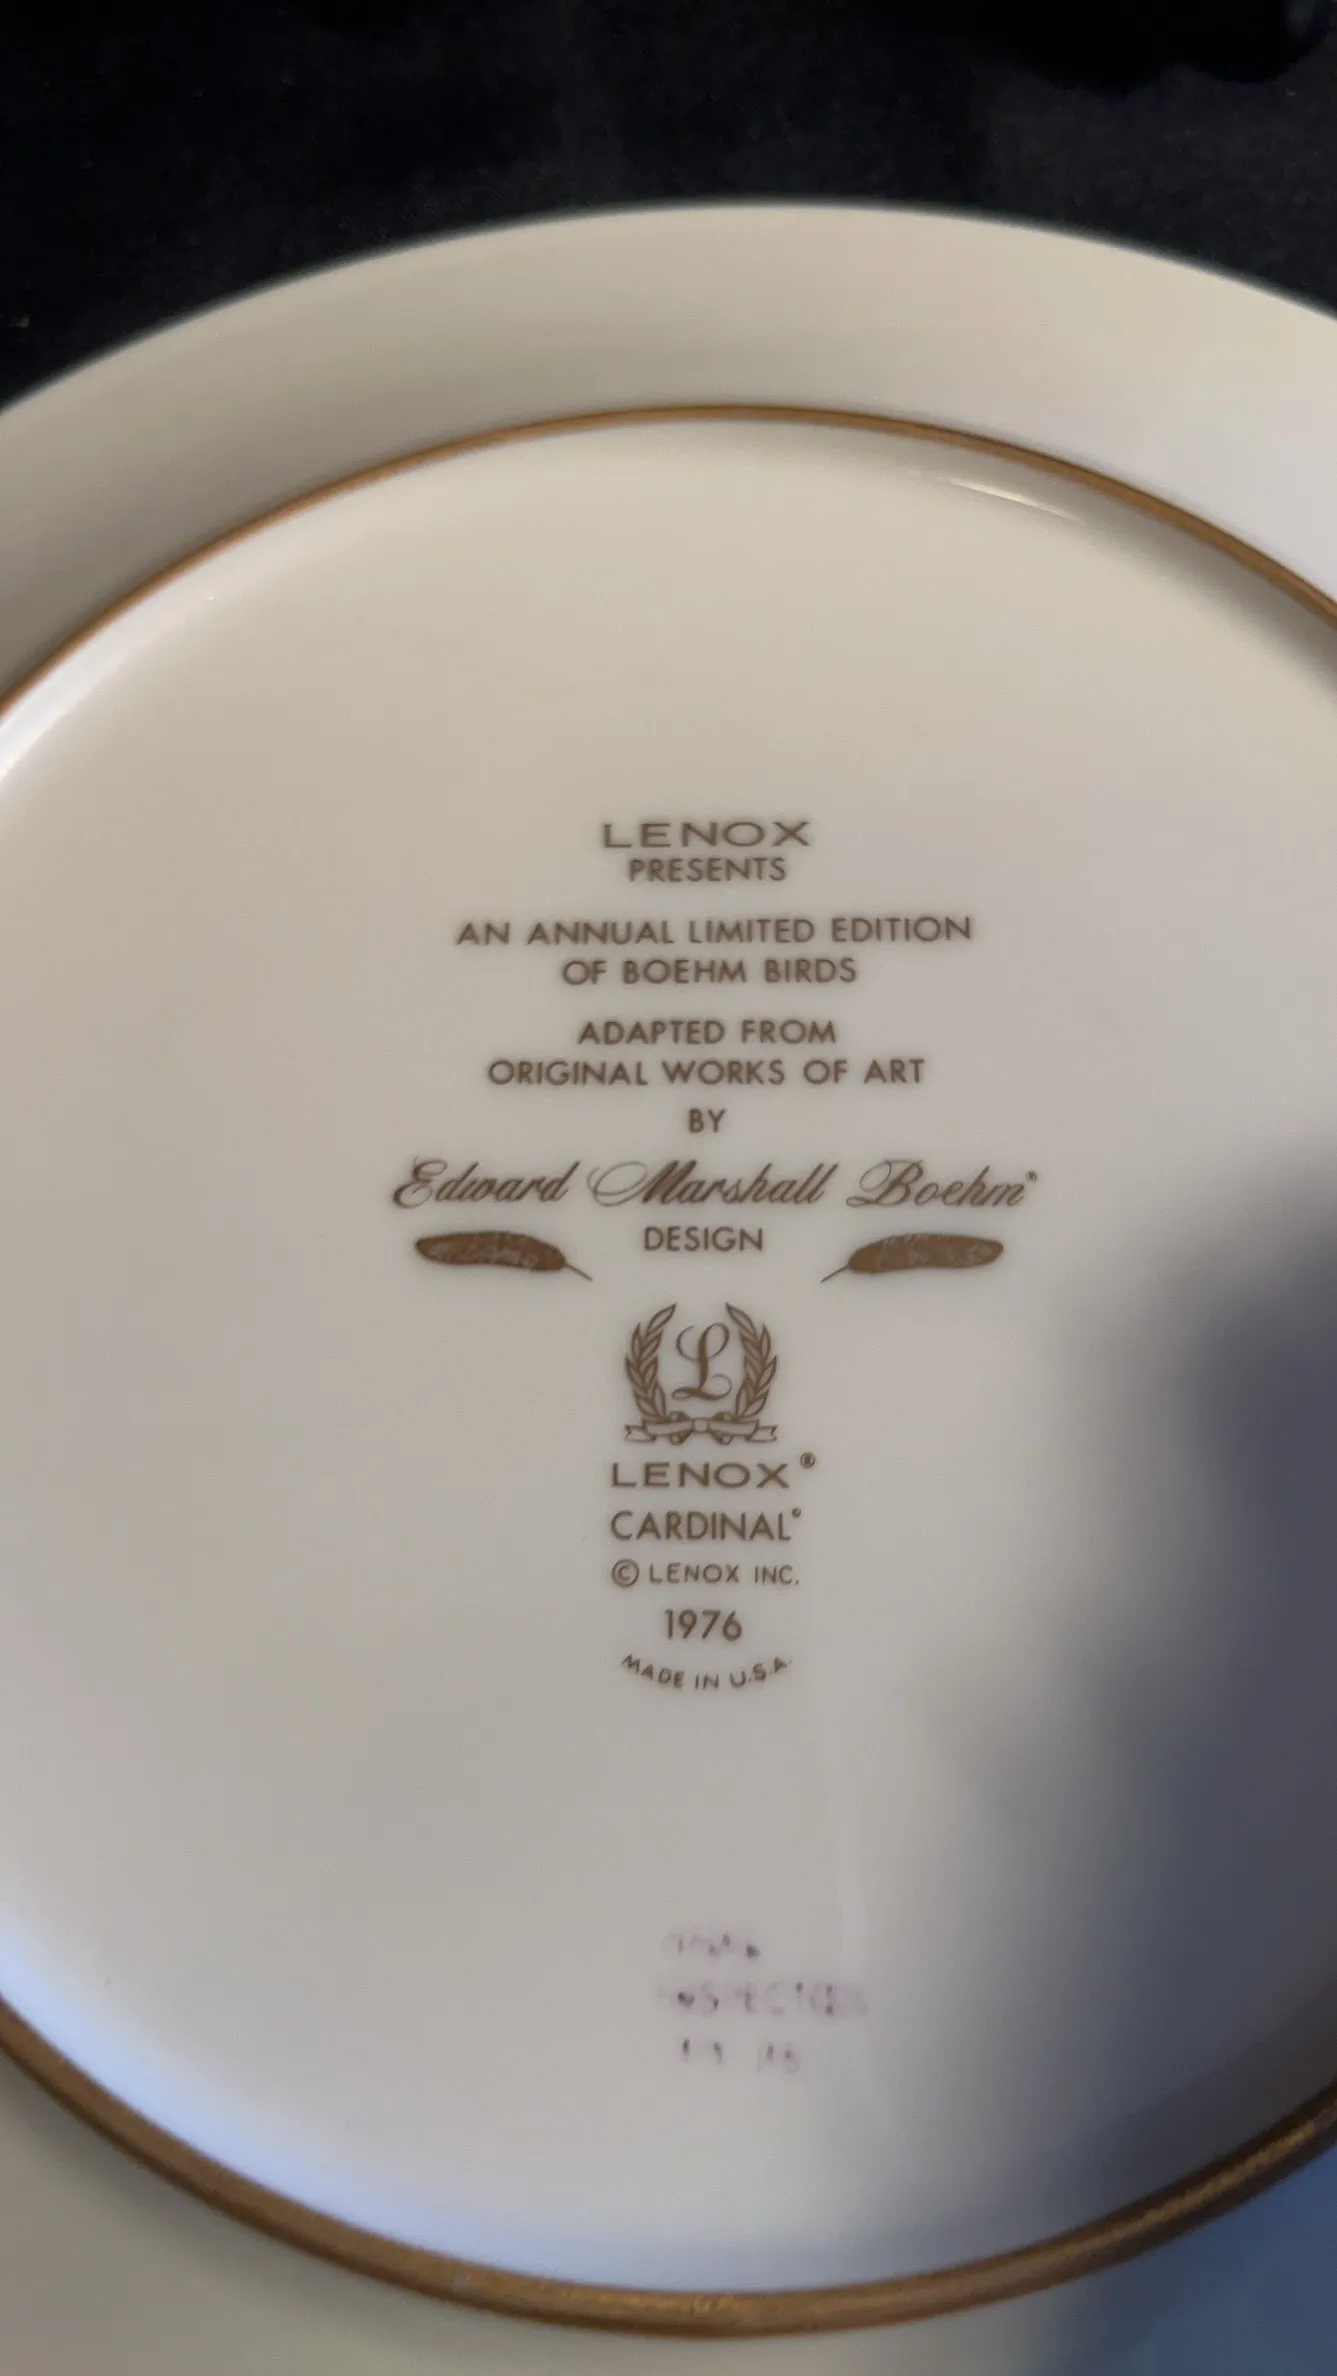 LENOX
PRESENTS
AN ANNUAL LIMITED EDITION
OF BOEHM BIRDS
ADAPTED FROM
ORIGINAL WORKS OF ART
BY
Edward Marshall Boehm®
DESIGN
L
LENOX®
CARDINAL®
© LENOX INC.
1976
MADE IN U.S.A.